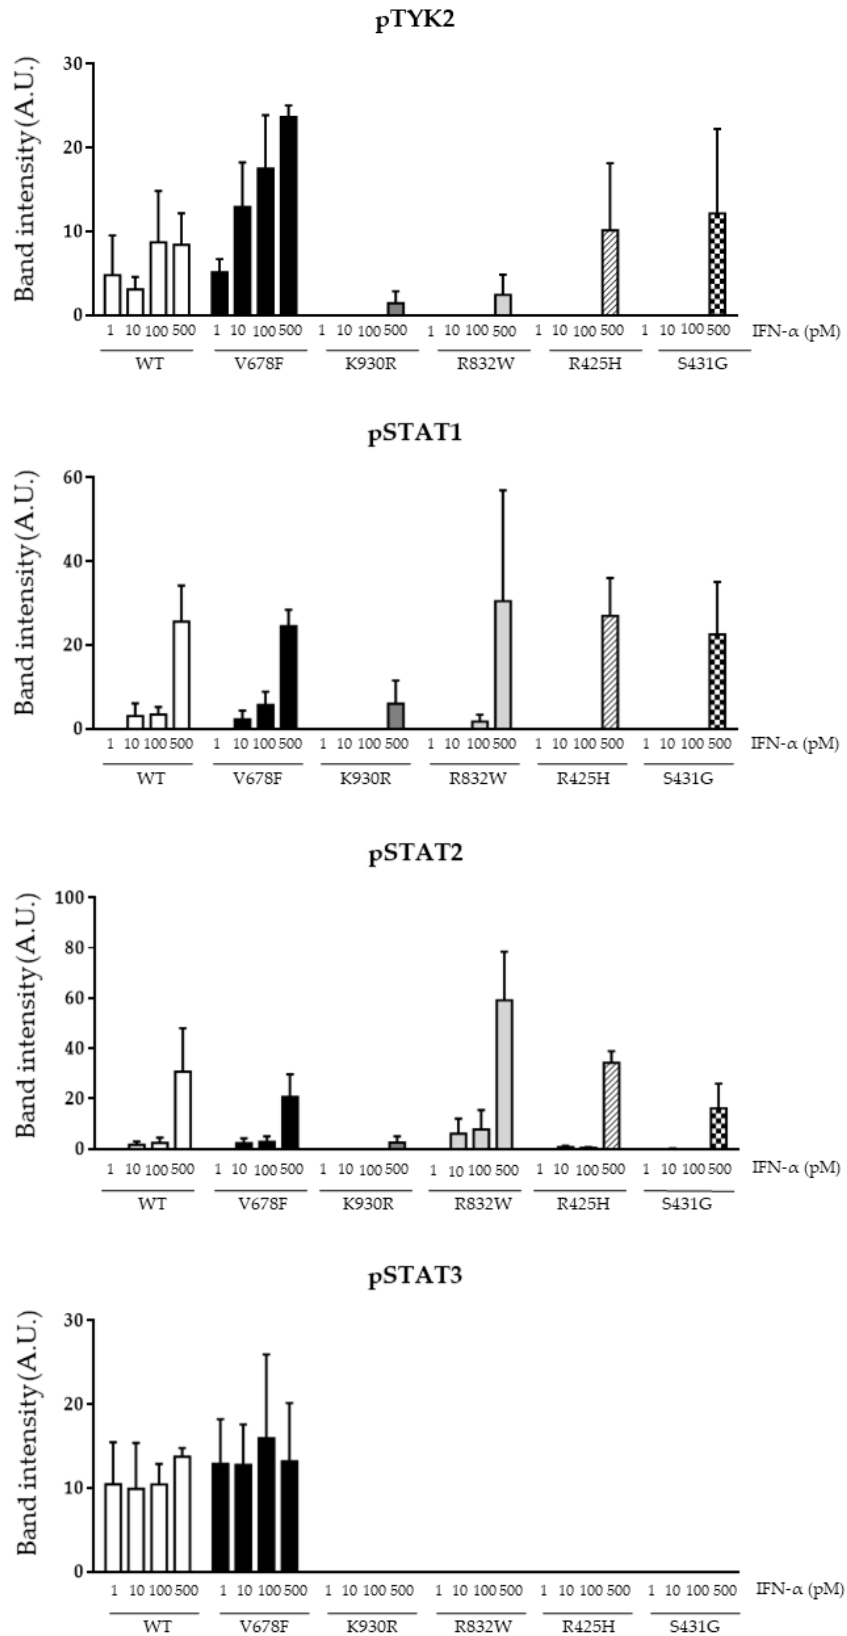 pTYK2
Band intensity (A.U.)
30
20
10
0
1 10 100 500 1 10 100 500 1 10 100 500 1 10 100 500 1 10 100 500 1 10 100 500 IFN-α (pM)
WT V678F K930R R832W R425H S431G
pSTAT1
Band intensity (A.U.)
60
40
20
0
1 10 100 500 1 10 100 500 1 10 100 500 1 10 100 500 1 10 100 500 1 10 100 500 IFN-α (pM)
WT V678F K930R R832W R425H S431G
pSTAT2
Band intensity (A.U.)
100
80
60
40
20
0
1 10 100 500 1 10 100 500 1 10 100 500 1 10 100 500 1 10 100 500 1 10 100 500 IFN-α (pM)
WT V678F K930R R832W R425H S431G
pSTAT3
Band intensity (A.U.)
30
20
10
0
1 10 100 500 1 10 100 500 1 10 100 500 1 10 100 500 1 10 100 500 1 10 100 500 IFN-α (pM)
WT V678F K930R R832W R425H S431G